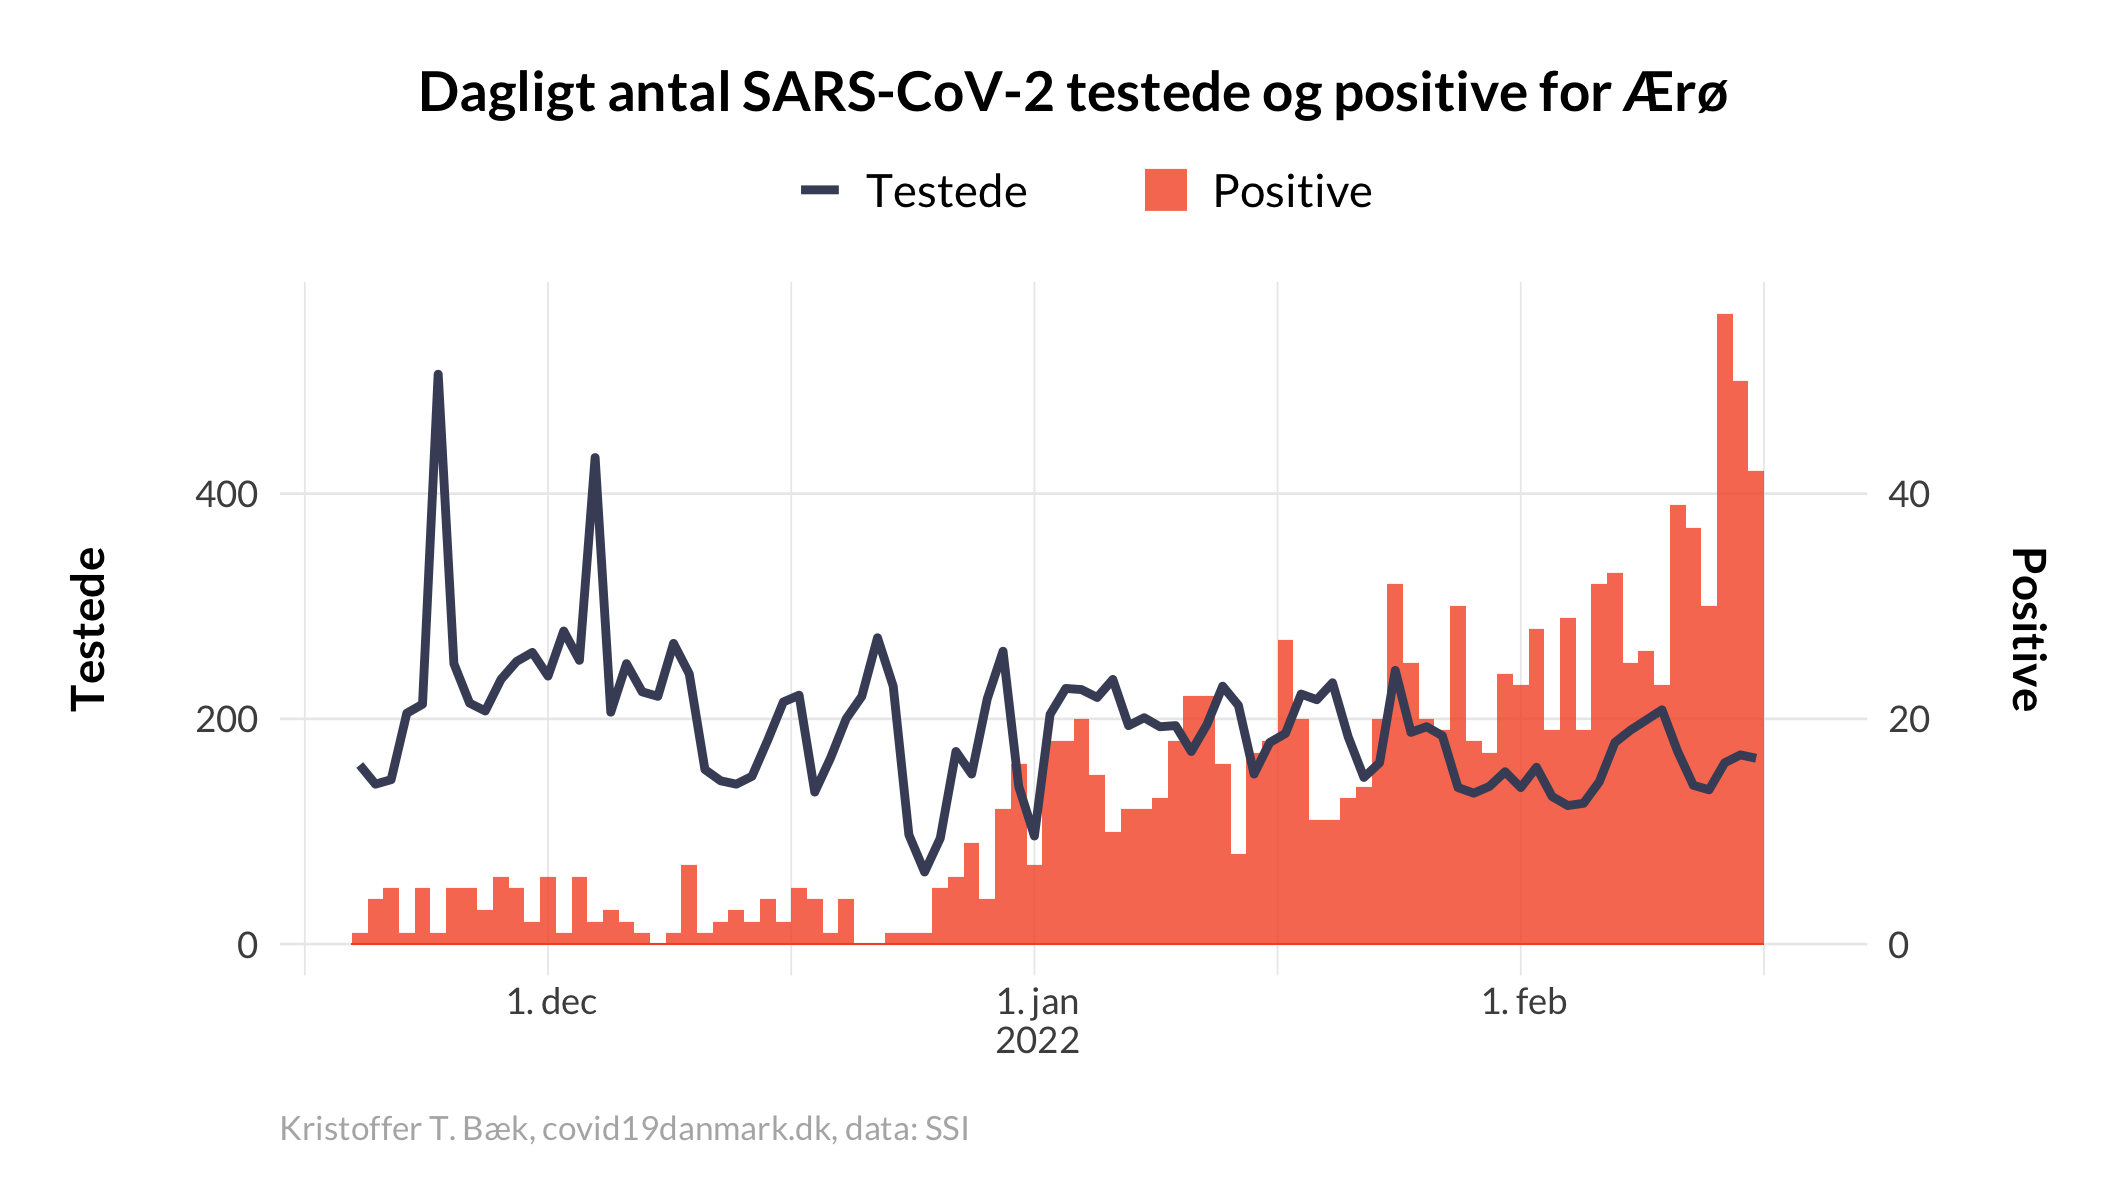 Dagligt antal SARS-CoV-2 testede og positive for Ærø
Testede
Positive
400
200
0
Testede
40
20
0
Positive
1. dec
1. jan
2022
1. feb
Kristoffer T. Bæk, covid19danmark.dk, data: SSI